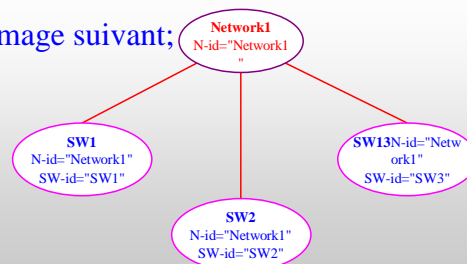 mage suivant;
Network1
N-id="Network1
"
SW1
N-id="Network1"
SW-id="SW1"
SW13N-id="Netw
ork1"
SW-id="SW3"
SW2
N-id="Network1"
SW-id="SW2"